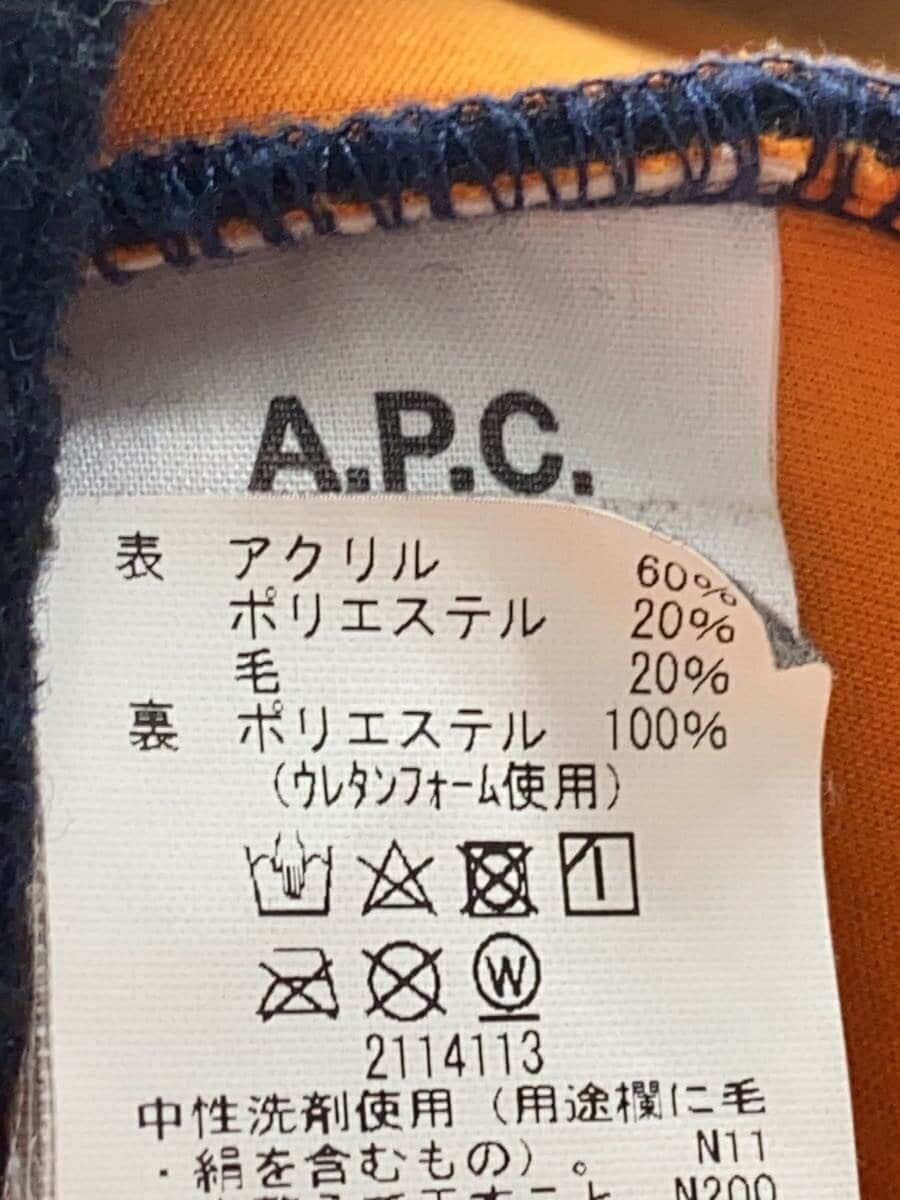 A.P.C.
表 アクリル 60%
ポリエステル 20%
毛 20%
裏 ポリエステル 100%
(ウレタンフォーム使用)
W
2114113
中性洗剤使用(用途欄に毛
・絹を含むもの)。 N11
N200